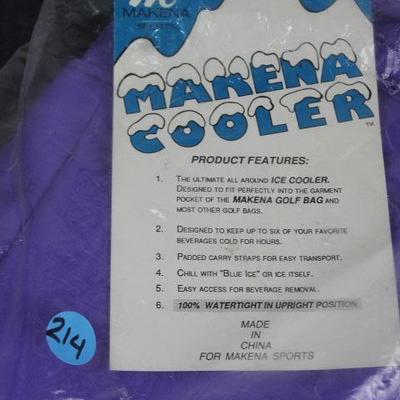 MAKENA
SPORTS
MAKENA
COOLER™
PRODUCT FEATURES:
1. THE ULTIMATE ALL AROUND ICE COOLER.
DESIGNED TO FIT PERFECTLY INTO THE GARMENT
POCKET OF THE MAKENA GOLF BAG AND
MOST OTHER GOLF BAGS.
2. DESIGNED TO KEEP UP TO SIX OF YOUR FAVORITE
BEVERAGES COLD FOR HOURS.
3. PADDED CARRY STRAPS FOR EASY TRANSPORT.
4. CHILL WITH "BLUE ICE" OR ICE ITSELF.
5. EASY ACCESS FOR BEVERAGE REMOVAL.
6. 100% WATERTIGHT IN UPRIGHT POSITION
MADE
IN
CHINA
FOR MAKENA SPORTS
214